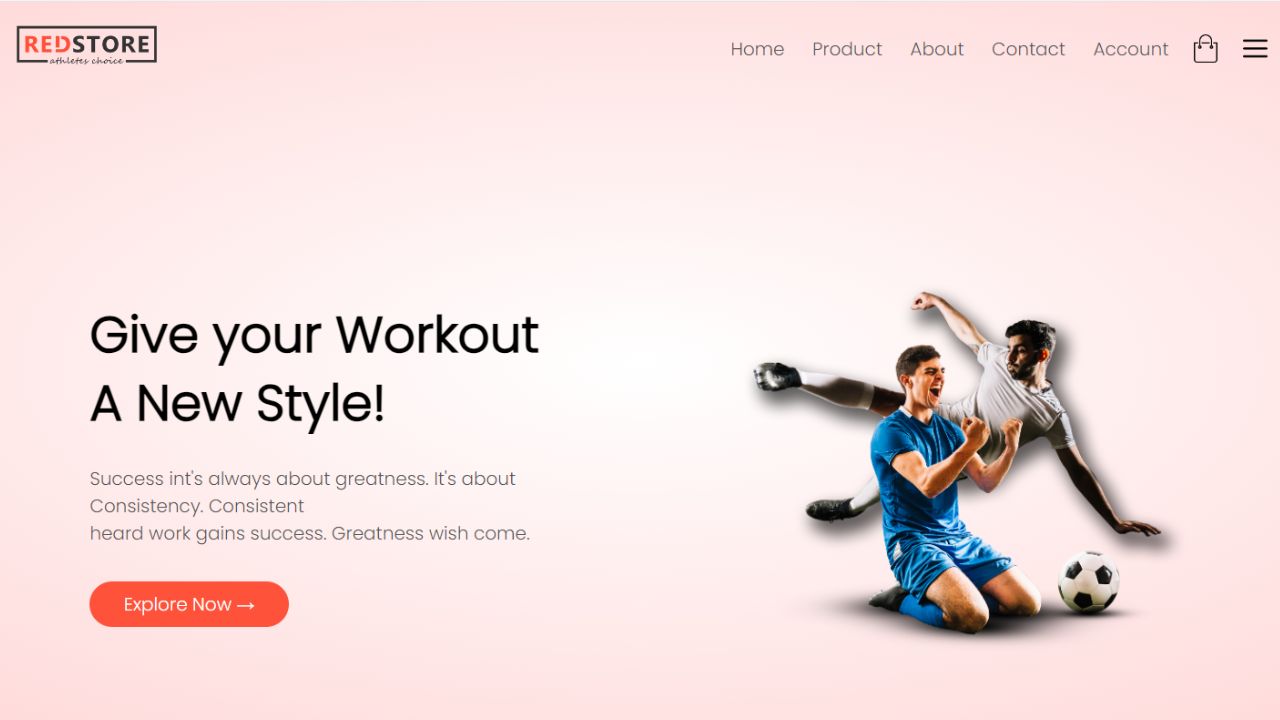 REDSTORE
athletes choice
Home Product About Contact Account
Give your Workout
A New Style!
Success int's always about greatness. It's about
Consistency. Consistent
heard work gains success. Greatness wish come.
Explore Now →